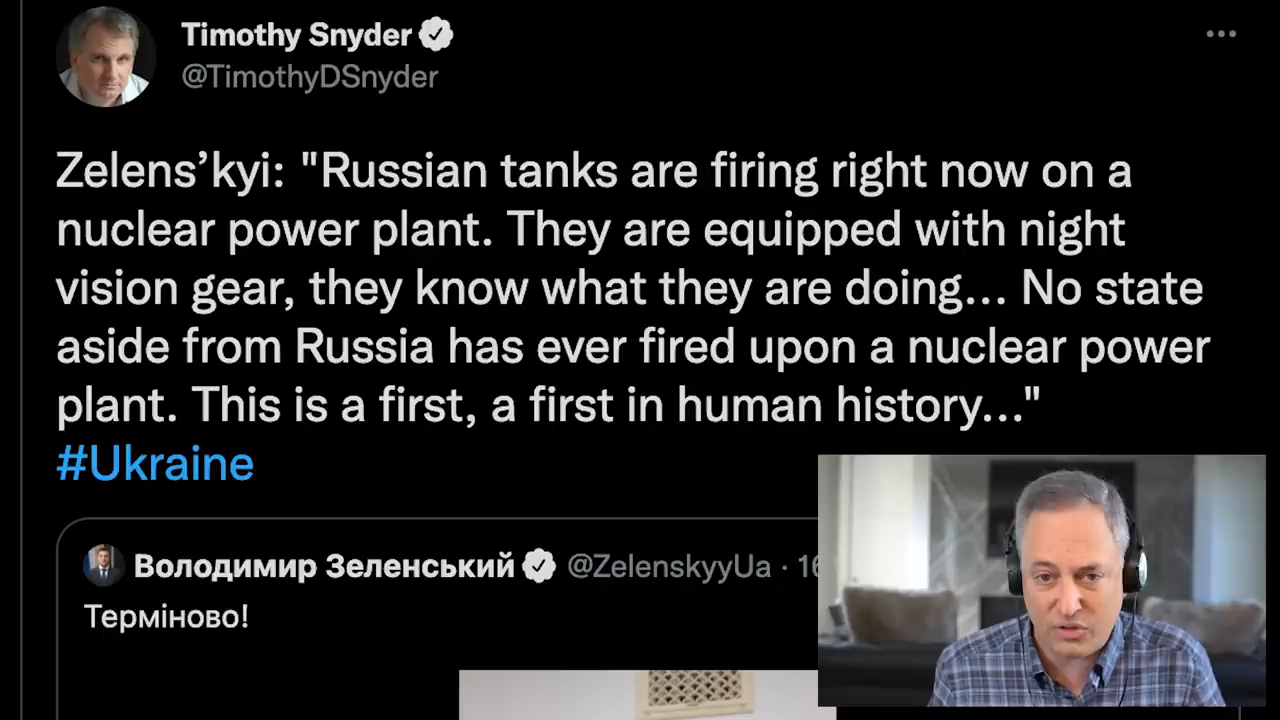 Timothy Snyder
@TimothyDSnyder
Zelens’kyi: "Russian tanks are firing right now on a
nuclear power plant. They are equipped with night
vision gear, they know what they are doing… No state
aside from Russia has ever fired upon a nuclear power
plant. This is a first, a first in human history…"
#Ukraine
Володимир Зеленський @ZelenskyyUa · 16
Терміново!